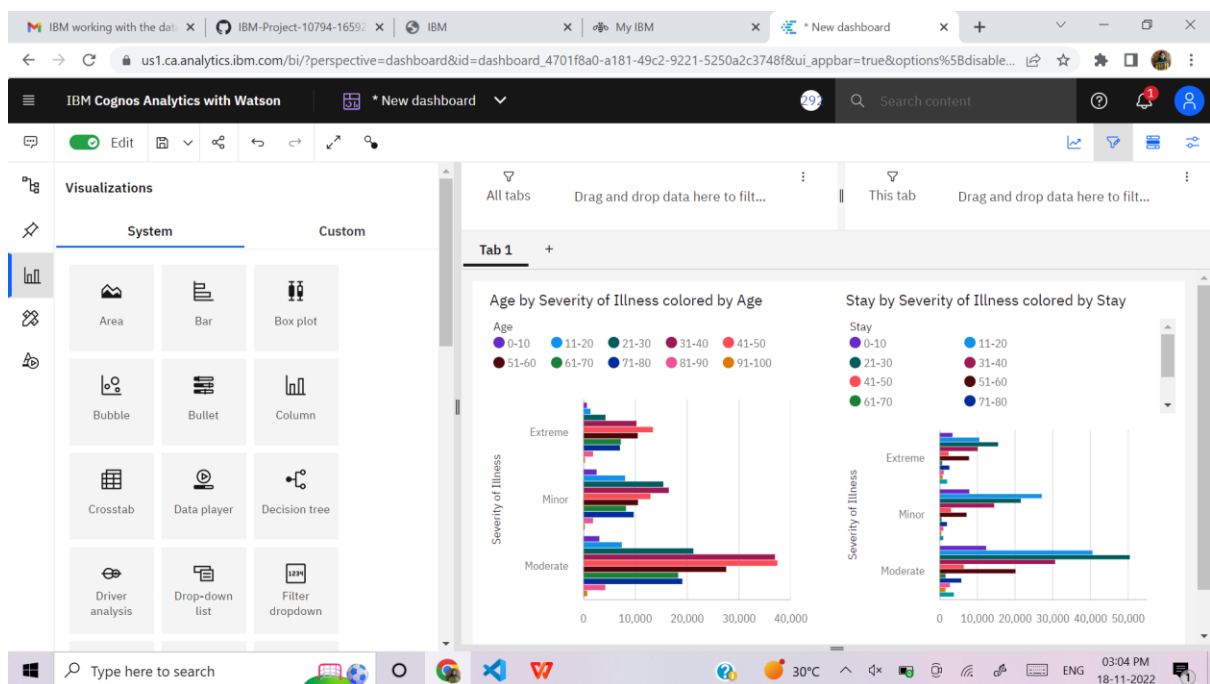 IBM working with the dat
IBM-Project-10794-16592
IBM
My IBM
* New dashboard
us1.ca.analytics.ibm.com/bi/?perspective=dashboard&id=dashboard_4701f8a0-a181-49c2-9221-5250a2c3748f&ui_appbar=true&options%5Bdisable...
IBM Cognos Analytics with Watson
* New dashboard
292
Search content
1
Edit
Visualizations
System
Custom
Area
Bar
Box plot
Bubble
Bullet
Column
Crosstab
Data player
Decision tree
Driver
analysis
Drop-down
list
1234
Filter
dropdown
All tabs
Drag and drop data here to filt...
This tab
Drag and drop data here to filt...
Tab 1
Age by Severity of Illness colored by Age
Age
0-10 11-20 21-30 31-40 41-50
51-60 61-70 71-80 81-90 91-100
Severity of Illness
Extreme
Minor
Moderate
0 10,000 20,000 30,000 40,000
Stay by Severity of Illness colored by Stay
Stay
0-10 11-20
21-30 31-40
41-50 51-60
61-70 71-80
Severity of Illness
Extreme
Minor
Moderate
0 10,000 20,000 30,000 40,000 50,000
Type here to search
30°C
ENG
03:04 PM
18-11-2022
1